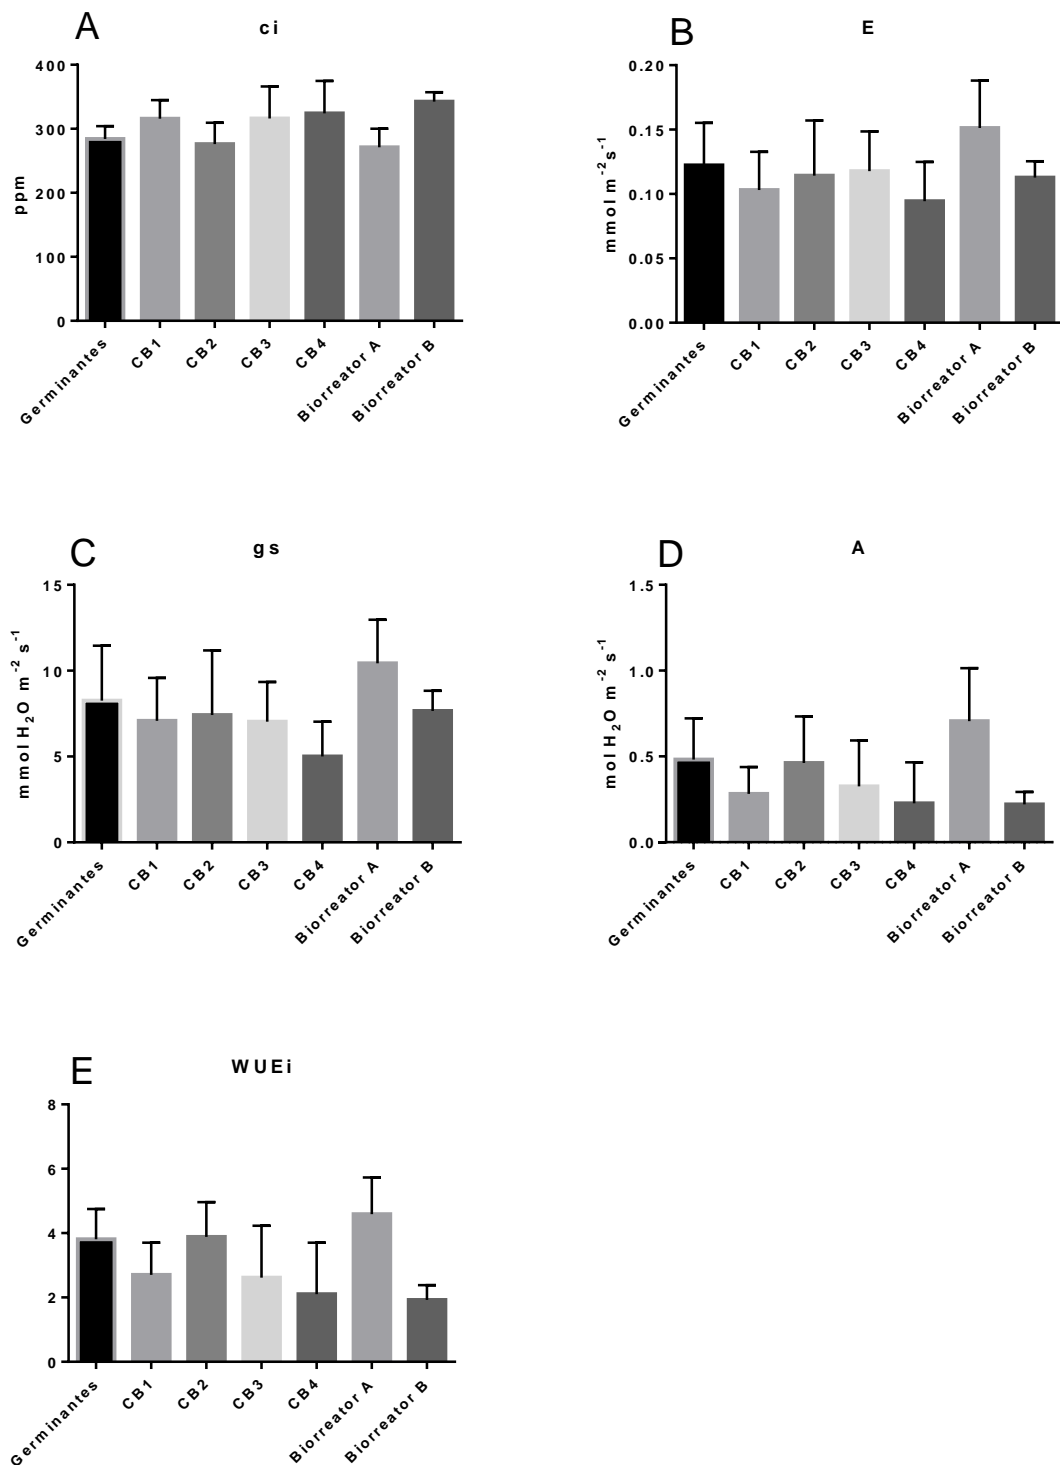 A
ci
400
300
200
100
0
ppm
Germinantes
CB1
CB2
CB3
CB4
Biorreator A
Biorreator B
B
E
0.20
0.15
0.10
0.05
0.00
mmol m⁻² s⁻¹
Germinantes
CB1
CB2
CB3
CB4
Biorreator A
Biorreator B
C
gs
15
10
5
0
mmol H₂O m⁻² s⁻¹
Germinantes
CB1
CB2
CB3
CB4
Biorreator A
Biorreator B
D
A
1.5
1.0
0.5
0.0
mol H₂O m⁻² s⁻¹
Germinantes
CB1
CB2
CB3
CB4
Biorreator A
Biorreator B
E
WUEi
8
6
4
2
0
Germinantes
CB1
CB2
CB3
CB4
Biorreator A
Biorreator B